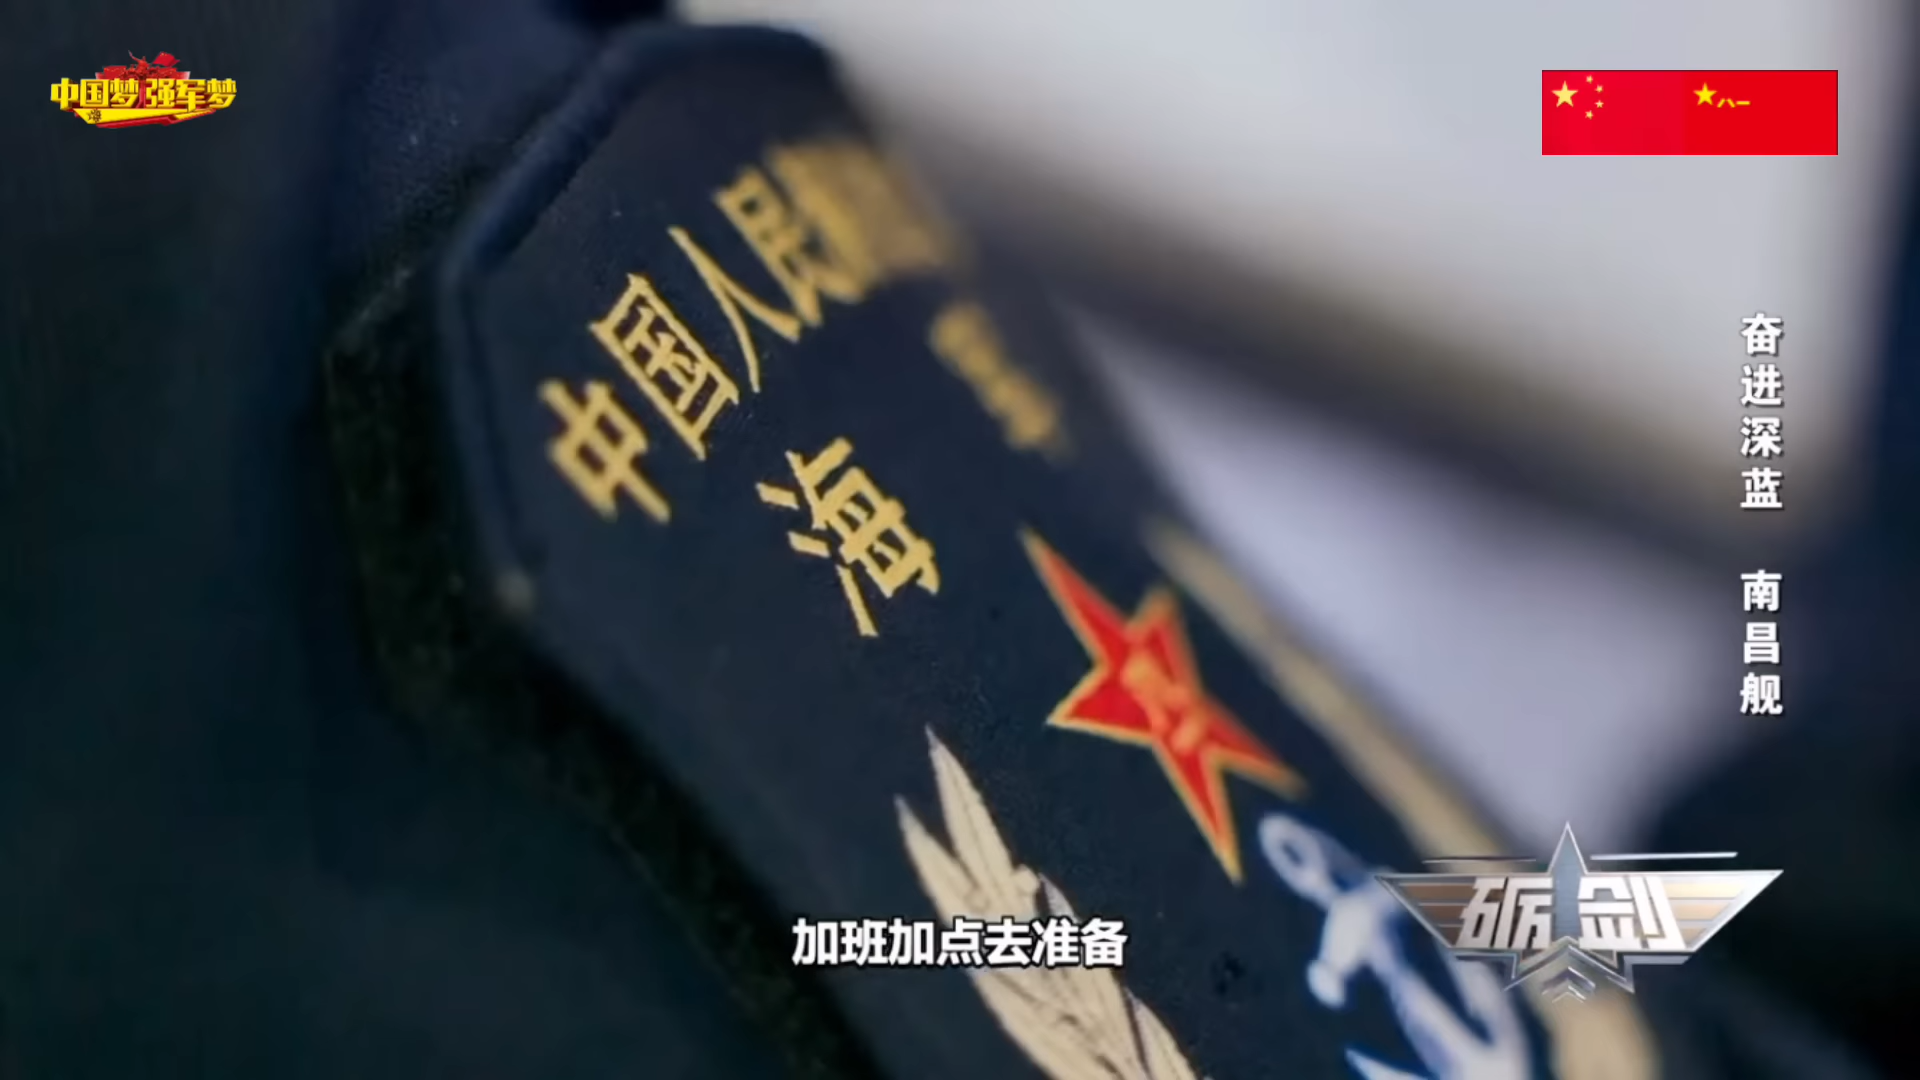 中国梦 强军梦
八一
中国人民
海
奋进深蓝 南昌舰
砺剑
加班加点去准备